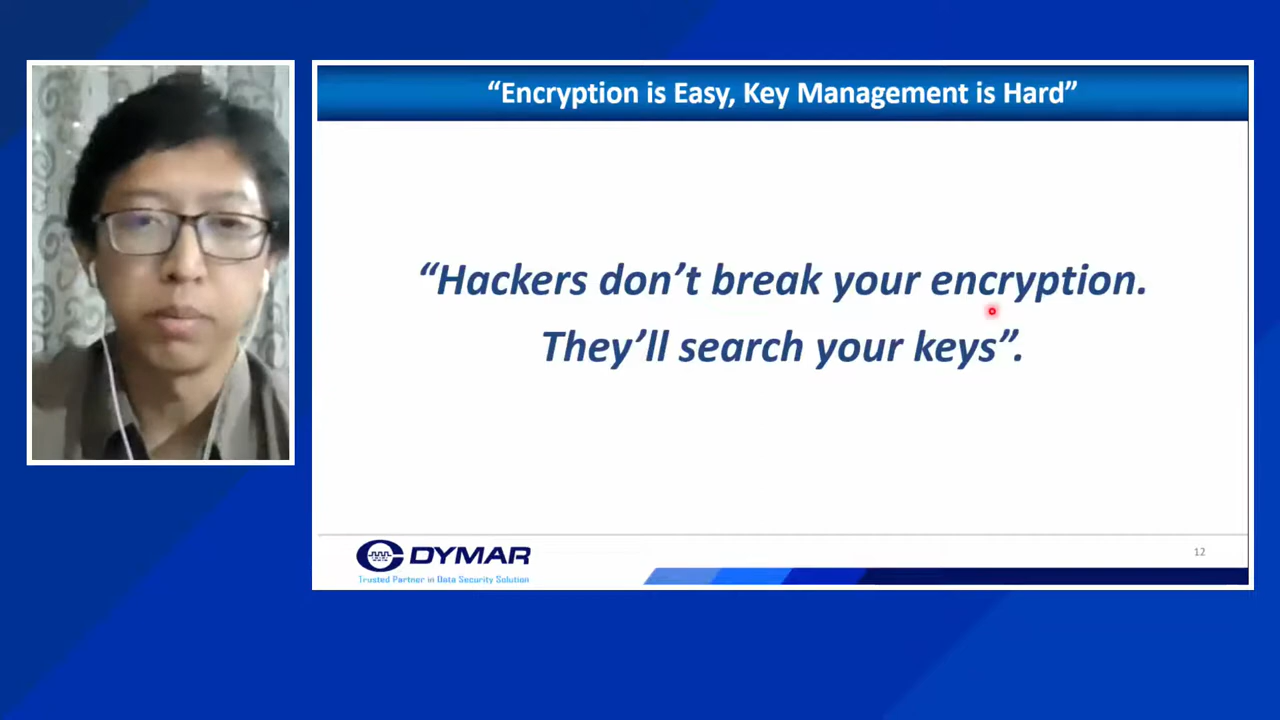 “Encryption is Easy, Key Management is Hard”
“Hackers don’t break your encryption.
They’ll search your keys”.
DYMAR
Trusted Partner in Data Security Solution
12